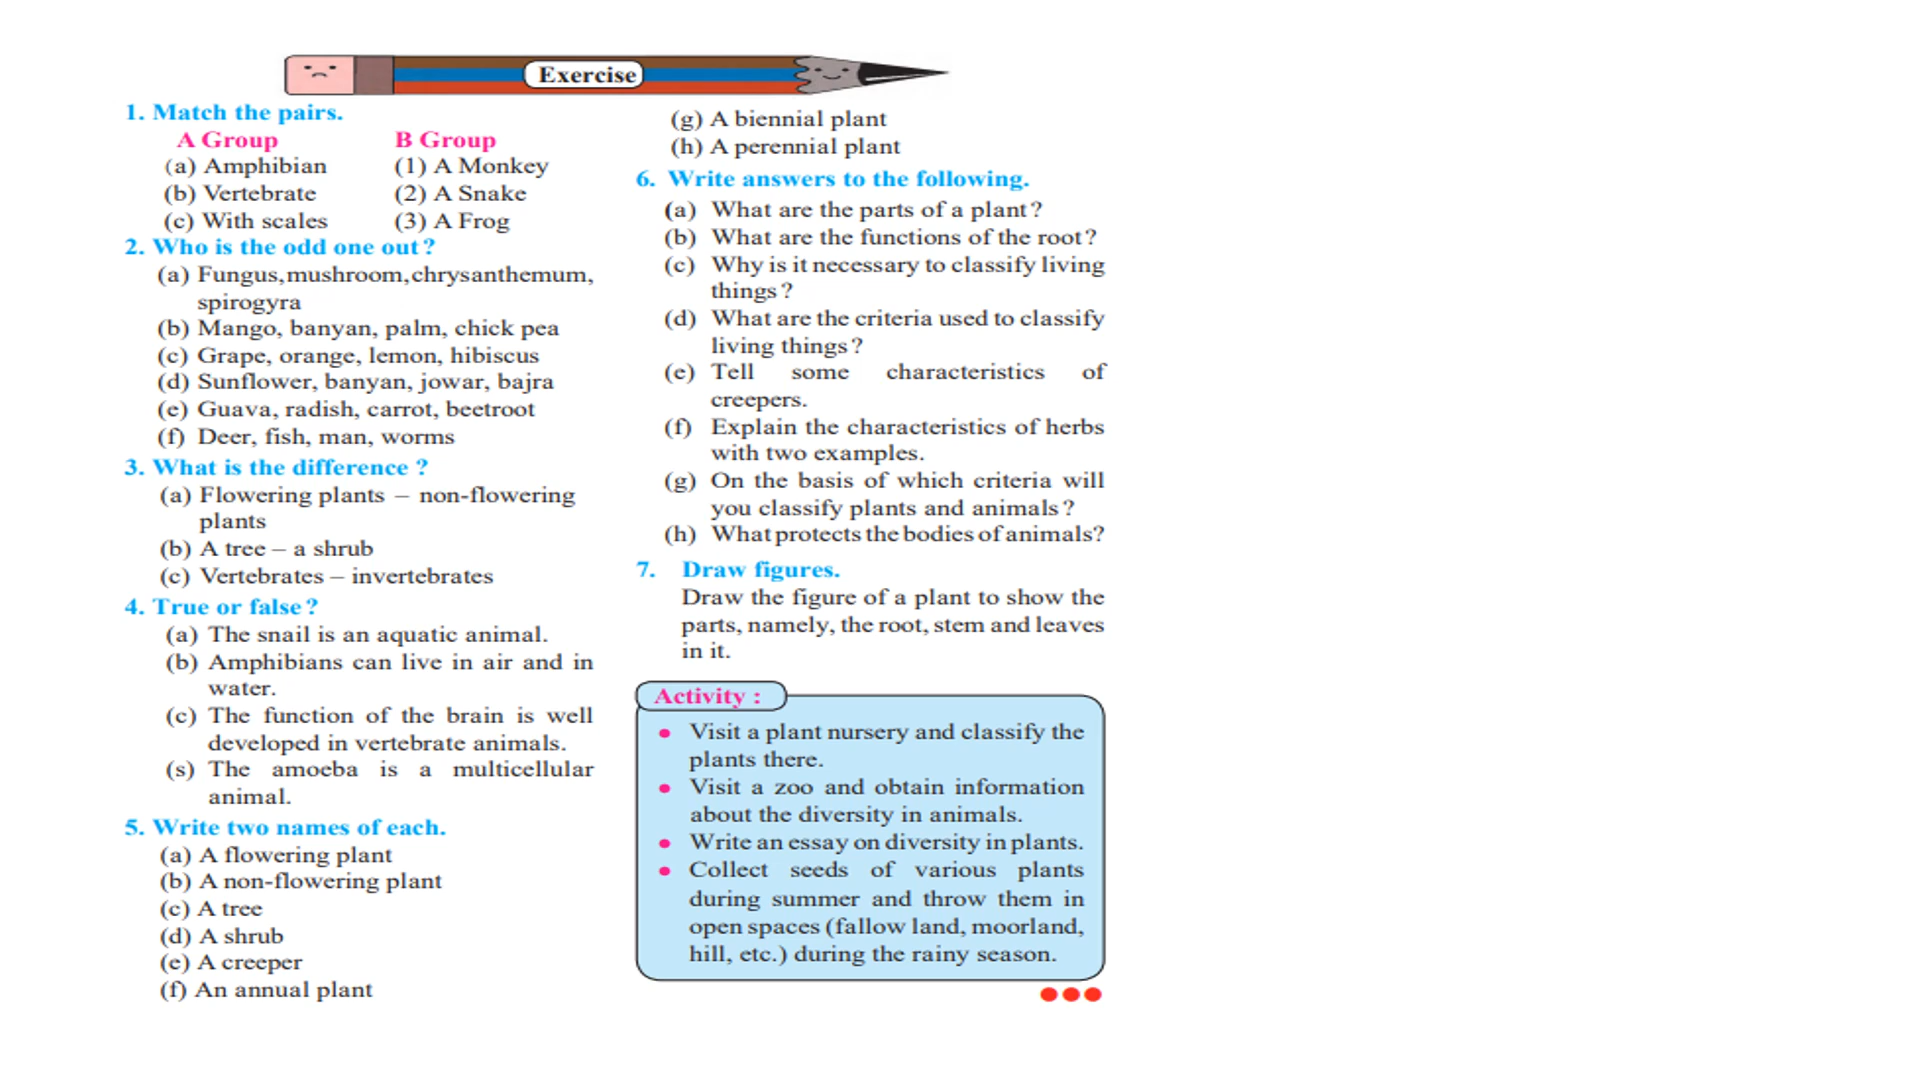 Exercise
1. Match the pairs.
A Group B Group
(a) Amphibian (1) A Monkey
(b) Vertebrate (2) A Snake
(c) With scales (3) A Frog
2. Who is the odd one out?
(a) Fungus, mushroom, chrysanthemum,
spirogyra
(b) Mango, banyan, palm, chick pea
(c) Grape, orange, lemon, hibiscus
(d) Sunflower, banyan, jowar, bajra
(e) Guava, radish, carrot, beetroot
(f) Deer, fish, man, worms
3. What is the difference ?
(a) Flowering plants – non-flowering
plants
(b) A tree – a shrub
(c) Vertebrates – invertebrates
4. True or false?
(a) The snail is an aquatic animal.
(b) Amphibians can live in air and in
water.
(c) The function of the brain is well
developed in vertebrate animals.
(s) The amoeba is a multicellular
animal.
5. Write two names of each.
(a) A flowering plant
(b) A non-flowering plant
(c) A tree
(d) A shrub
(e) A creeper
(f) An annual plant
(g) A biennial plant
(h) A perennial plant
6. Write answers to the following.
(a) What are the parts of a plant?
(b) What are the functions of the root?
(c) Why is it necessary to classify living
things?
(d) What are the criteria used to classify
living things?
(e) Tell some characteristics of
creepers.
(f) Explain the characteristics of herbs
with two examples.
(g) On the basis of which criteria will
you classify plants and animals?
(h) What protects the bodies of animals?
7. Draw figures.
Draw the figure of a plant to show the
parts, namely, the root, stem and leaves
in it.
Activity :
• Visit a plant nursery and classify the
plants there.
• Visit a zoo and obtain information
about the diversity in animals.
• Write an essay on diversity in plants.
• Collect seeds of various plants
during summer and throw them in
open spaces (fallow land, moorland,
hill, etc.) during the rainy season.